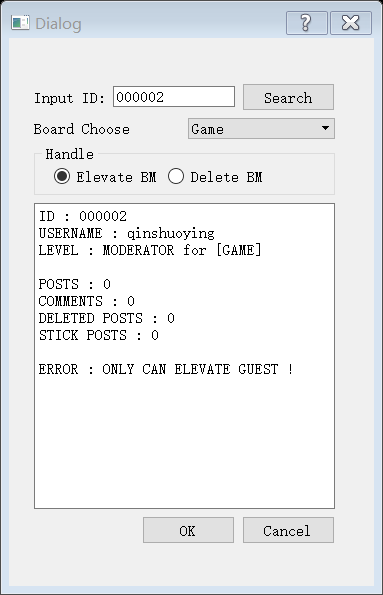 Dialog
Input ID: 000002 Search
Board Choose Game
Handle
Elevate BM Delete BM
ID : 000002
USERNAME : qinshuoying
LEVEL : MODERATOR for [GAME]
POSTS : 0
COMMENTS : 0
DELETED POSTS : 0
STICK POSTS : 0
ERROR : ONLY CAN ELEVATE GUEST !
OK Cancel